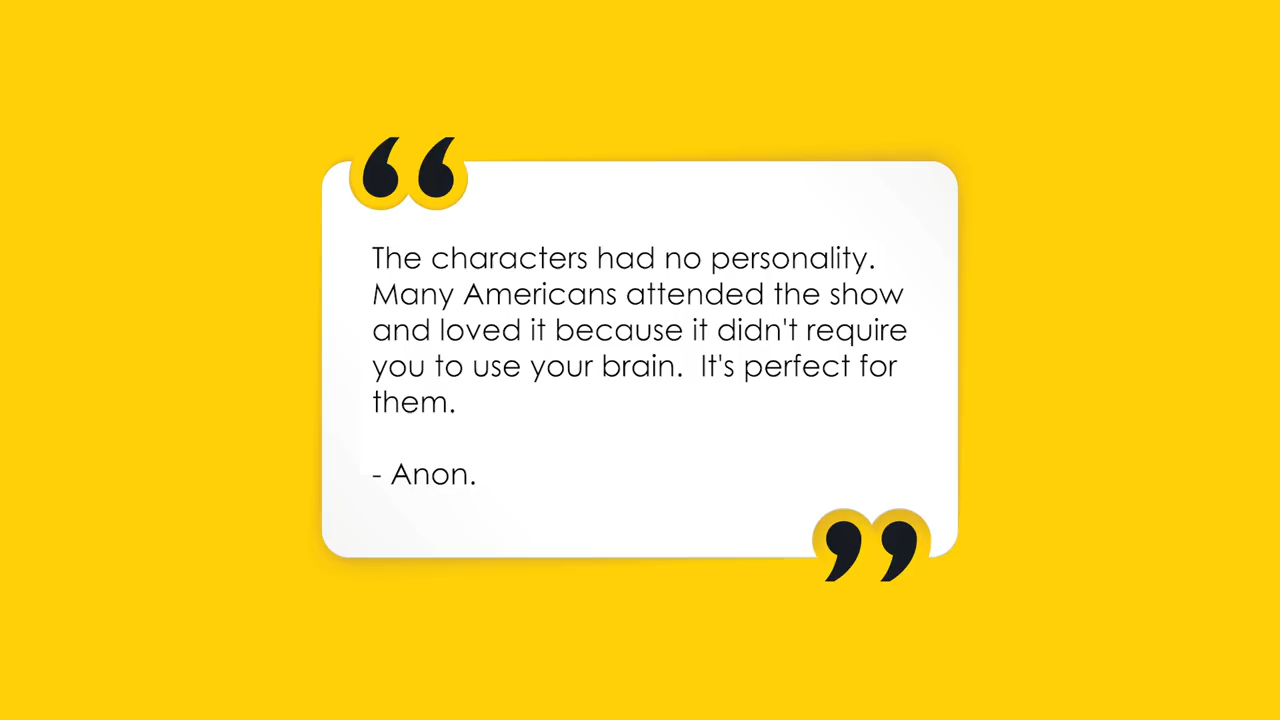 The characters had no personality.
Many Americans attended the show
and loved it because it didn't require
you to use your brain.  It's perfect for
them.
- Anon.